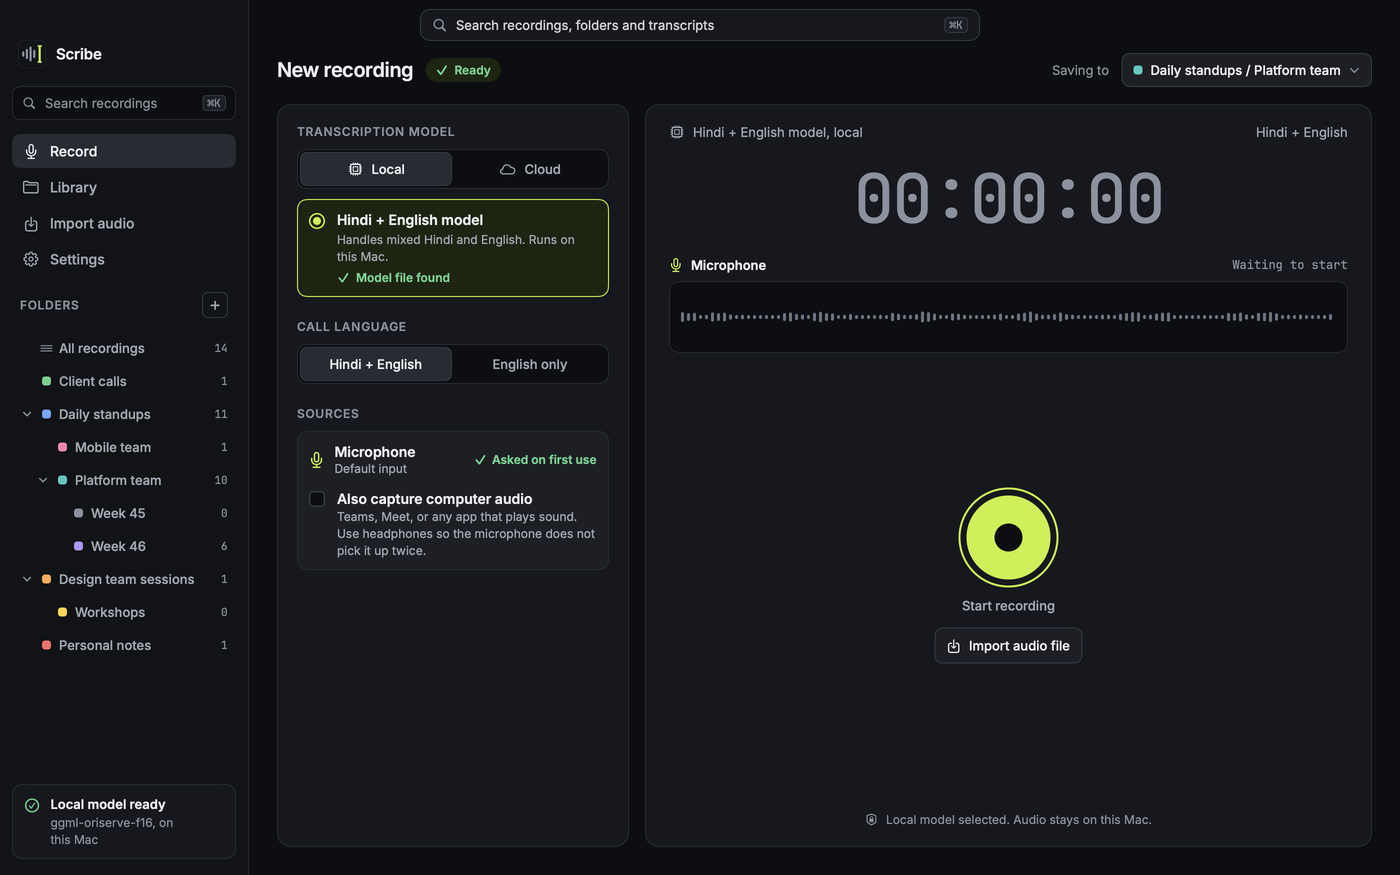 Search recordings, folders and transcripts ⌘K
Scribe
Search recordings ⌘K
Record
Library
Import audio
Settings
FOLDERS
All recordings 14
Client calls 1
Daily standups 11
Mobile team 1
Platform team 10
Week 45 0
Week 46 6
Design team sessions 1
Workshops 0
Personal notes 1
Local model ready
ggml-oriserve-f16, on
this Mac
New recording
Ready
Saving to
Daily standups / Platform team
TRANSCRIPTION MODEL
Local
Cloud
Hindi + English model
Handles mixed Hindi and English. Runs on
this Mac.
Model file found
CALL LANGUAGE
Hindi + English
English only
SOURCES
Microphone
Default input
Asked on first use
Also capture computer audio
Teams, Meet, or any app that plays sound.
Use headphones so the microphone does not
pick it up twice.
Hindi + English model, local
Hindi + English
00:00:00
Microphone
Waiting to start
Start recording
Import audio file
Local model selected. Audio stays on this Mac.